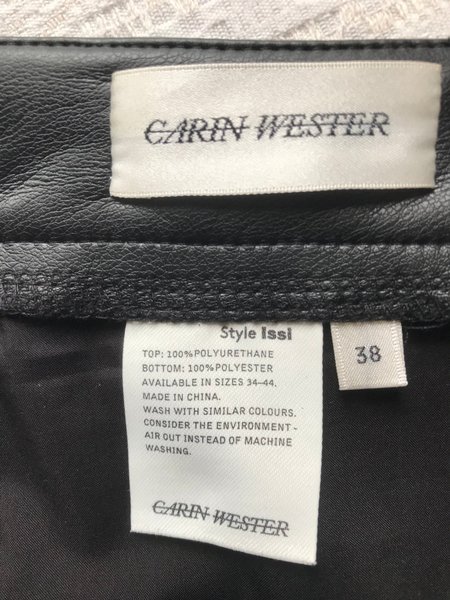 CARIN WESTER
Style Issi
38
TOP: 100%POLYURETHANE
BOTTOM: 100%POLYESTER
AVAILABLE IN SIZES 34–44.
MADE IN CHINA.
WASH WITH SIMILAR COLOURS.
CONSIDER THE ENVIRONMENT -
AIR OUT INSTEAD OF MACHINE
WASHING.
CARIN WESTER